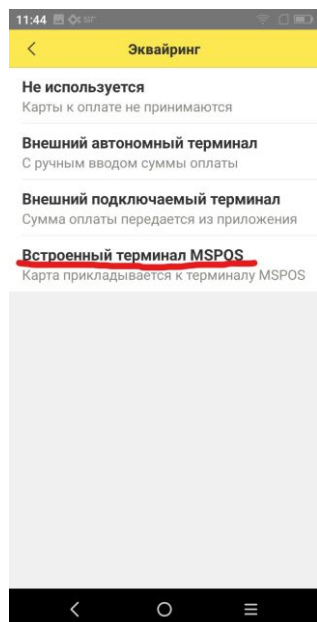 11:44
Эквайринг
Не используется
Карты к оплате не принимаются
Внешний автономный терминал
С ручным вводом суммы оплаты
Внешний подключаемый терминал
Сумма оплаты передается из приложения
Встроенный терминал MSPOS
Карта прикладывается к терминалу MSPOS